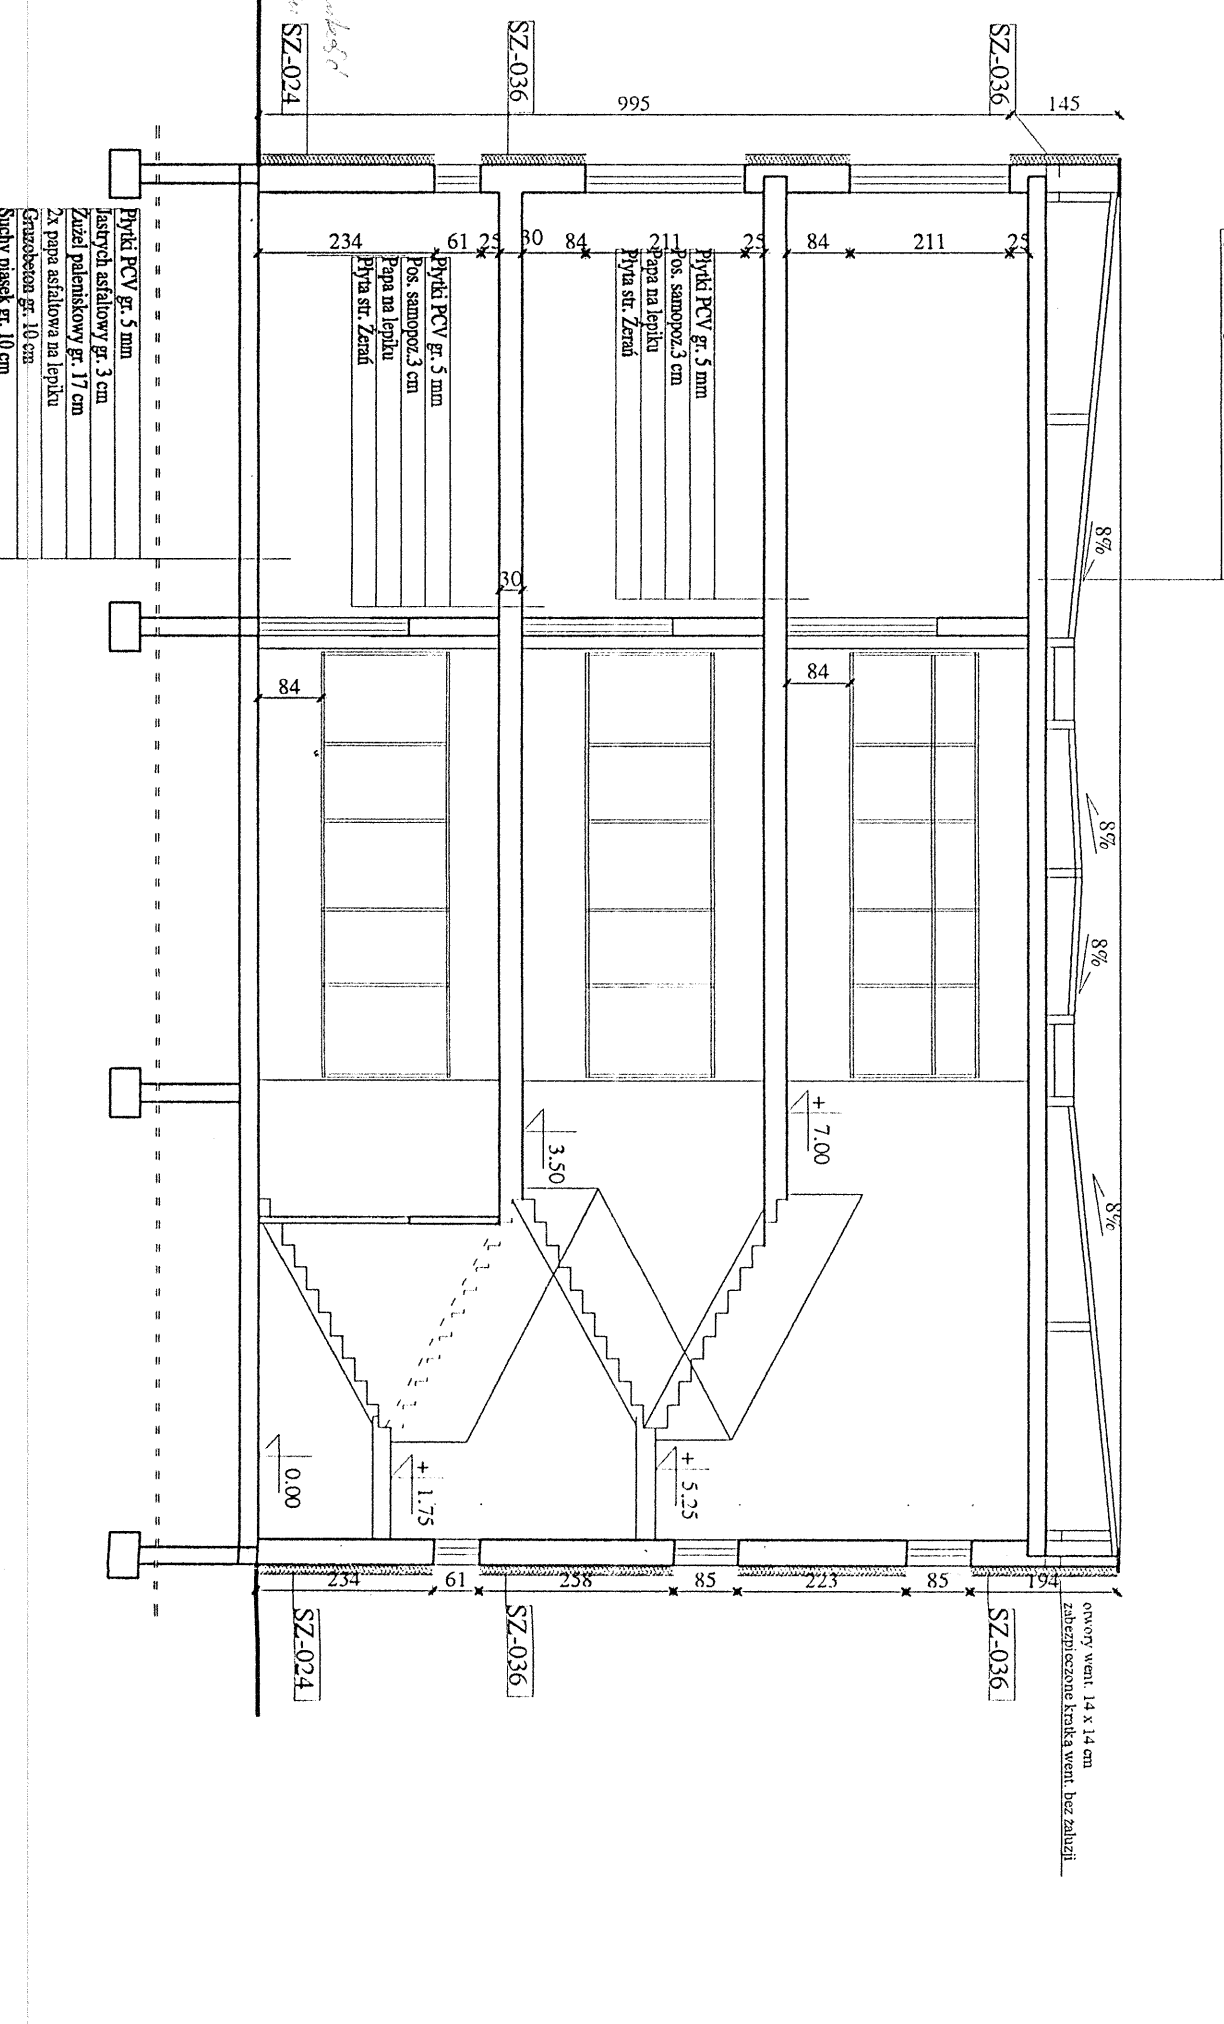 otwory went. 14 x 14 cm
zabezpieczone kratką went. bez żaluzji
SZ-036
145
8%
8%
8%
8%
SZ-036
194
25
211
85
84
223
+ 7.00
84
25
85
211
Płytki PCV gr. 5 mm
Pos. samopoz.3 cm
Papa na lepiku
Płyta str. Żerań
+ 5.25
995
258
84
30
3.50
SZ-036
SZ-036
30
25
61
61
Płytki PCV gr. 5 mm
Pos. samopoz.3 cm
Papa na lepiku
Płyta str. Żerań
+ 1.75
234
84
0.00
234
SZ-024
SZ-024
Płytki PCV gr. 5 mm
Jastrych asfaltowy gr. 3 cm
Żużel paleniskowy gr. 17 cm
2x papa asfaltowa na lepiku
Gruzobeton gr. 10 cm
Suchy piasek gr. 10 cm